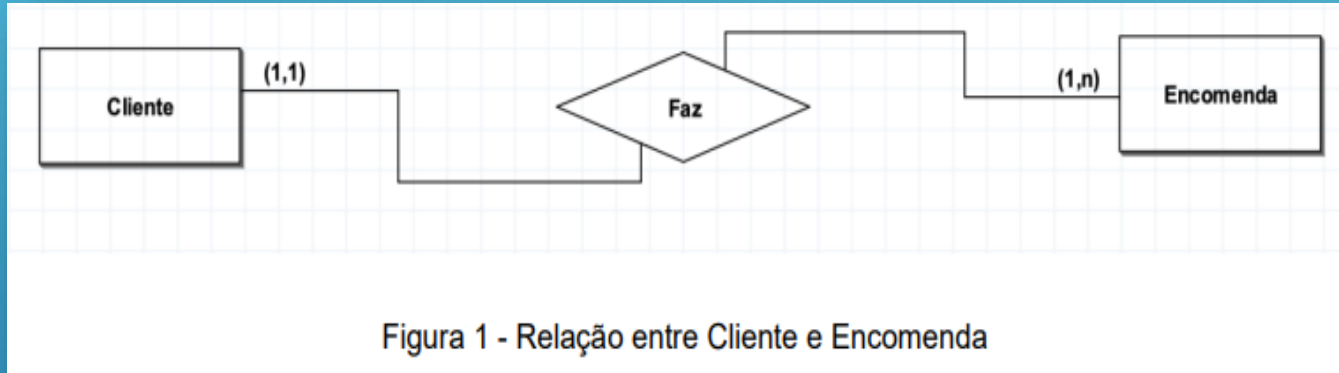 (1,1)
Cliente
Faz
(1,n)
Encomenda
Figura 1 - Relação entre Cliente e Encomenda